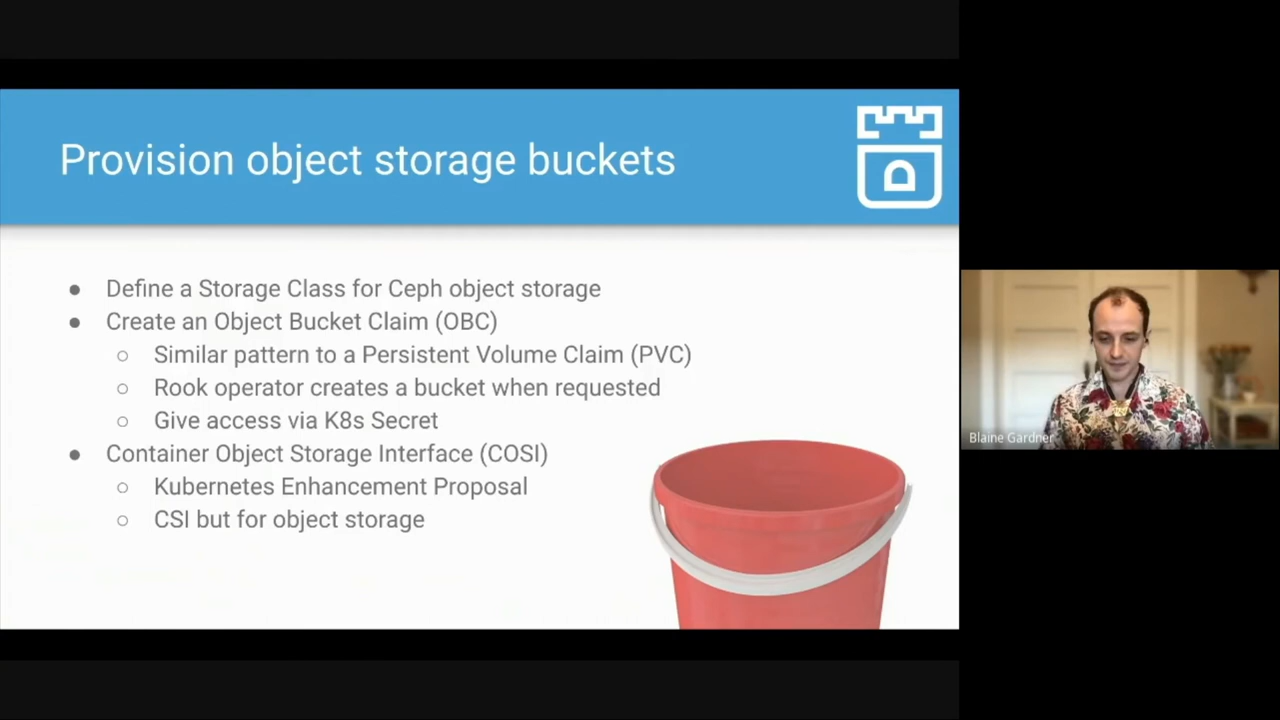 Provision object storage buckets
● Define a Storage Class for Ceph object storage
● Create an Object Bucket Claim (OBC)
○ Similar pattern to a Persistent Volume Claim (PVC)
○ Rook operator creates a bucket when requested
○ Give access via K8s Secret
● Container Object Storage Interface (COSI)
○ Kubernetes Enhancement Proposal
○ CSI but for object storage
Blaine Gardner